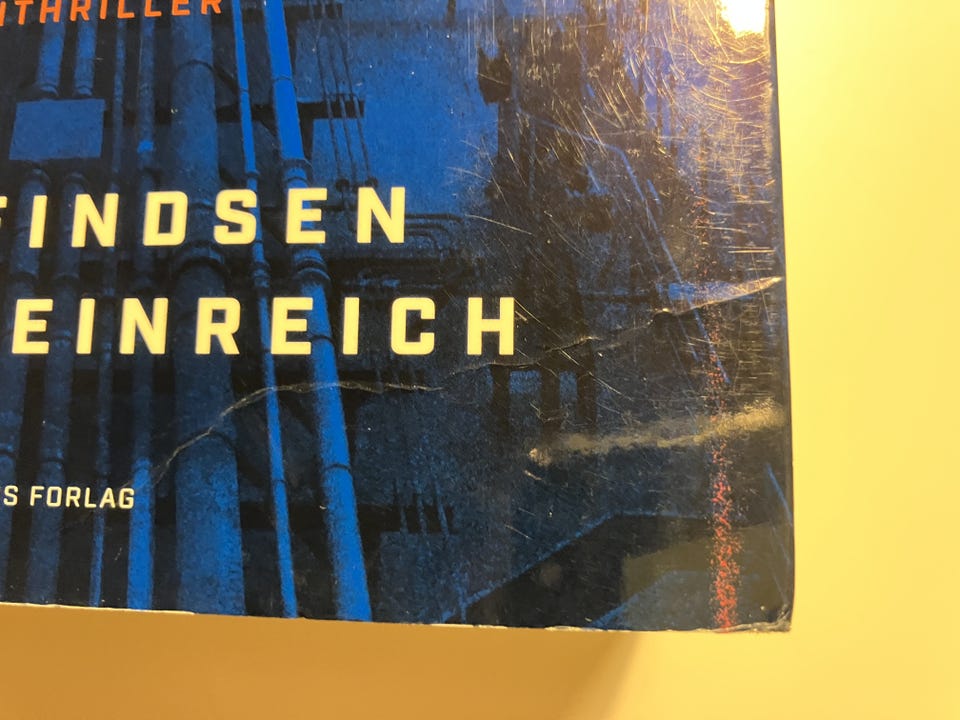 THRILLER
FINDSEN
EINREICH
S FORLAG